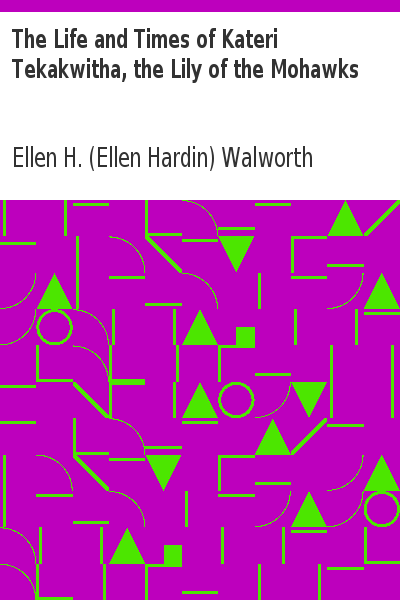 The Life and Times of Kateri
Tekakwitha, the Lily of the Mohawks
Ellen H. (Ellen Hardin) Walworth